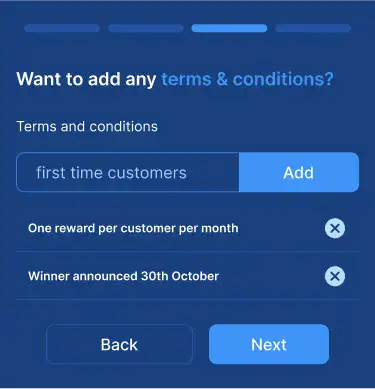 Want to add any terms & conditions?
Terms and conditions
first time customers Add
One reward per customer per month
Winner announced 30th October
Back Next